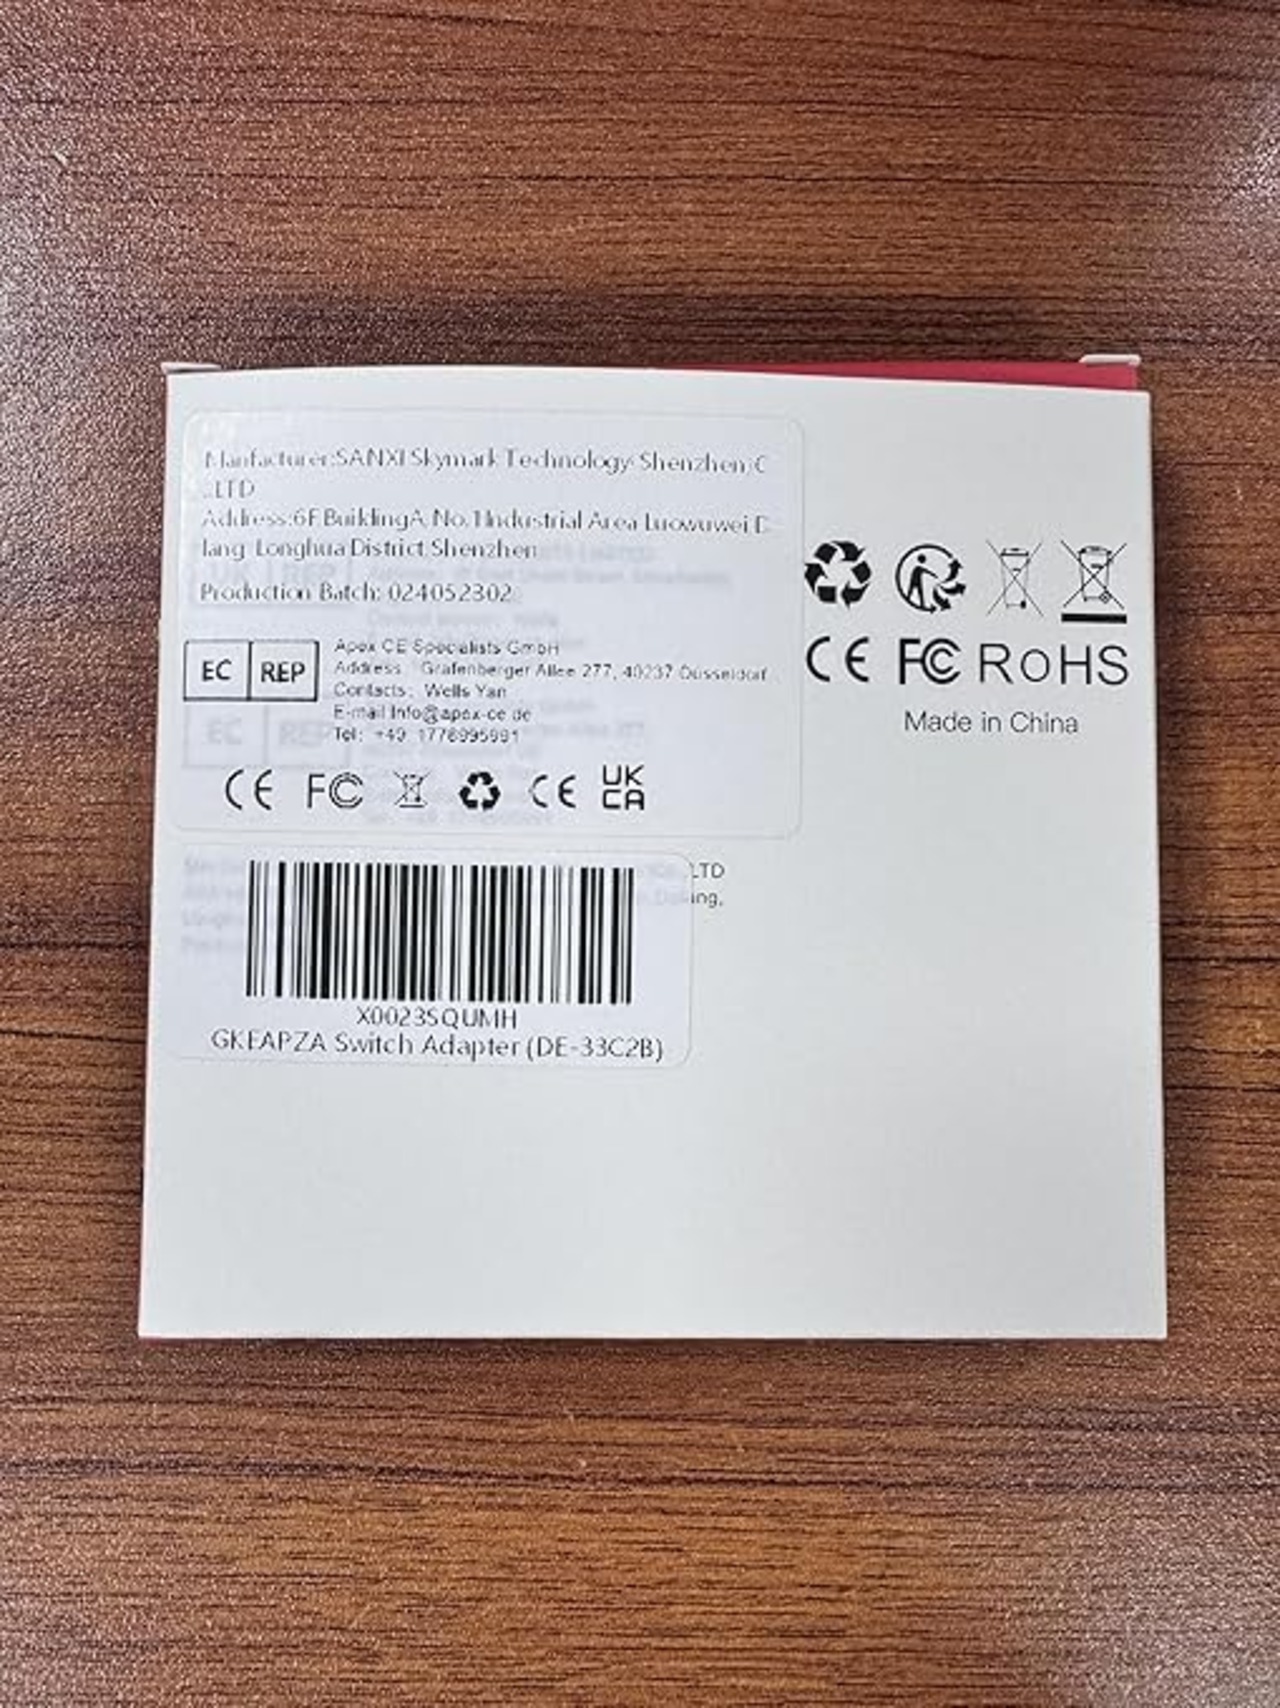 Manfacturer:SANXI Skymark Technology Shenzhen C
.,LTD
Address:6F BuildingA, No.1Industrial Area Luowuwei D
lang Longhua District Shenzhen
Production Batch: 024052302
EC REP
Apex CE Specialists GmbH
Address: Grafenberger Allee 277, 40237 Düsseldorf
Contacts: Wells Yan
E-mail Info@apex-ce.de
Tel: +49 1778995991
CE FC CE UK CA
CE FC RoHS
Made in China
LTD
ng,
X0023SQUMH
GKEAPZA Switch Adapter (DE-33C2B)